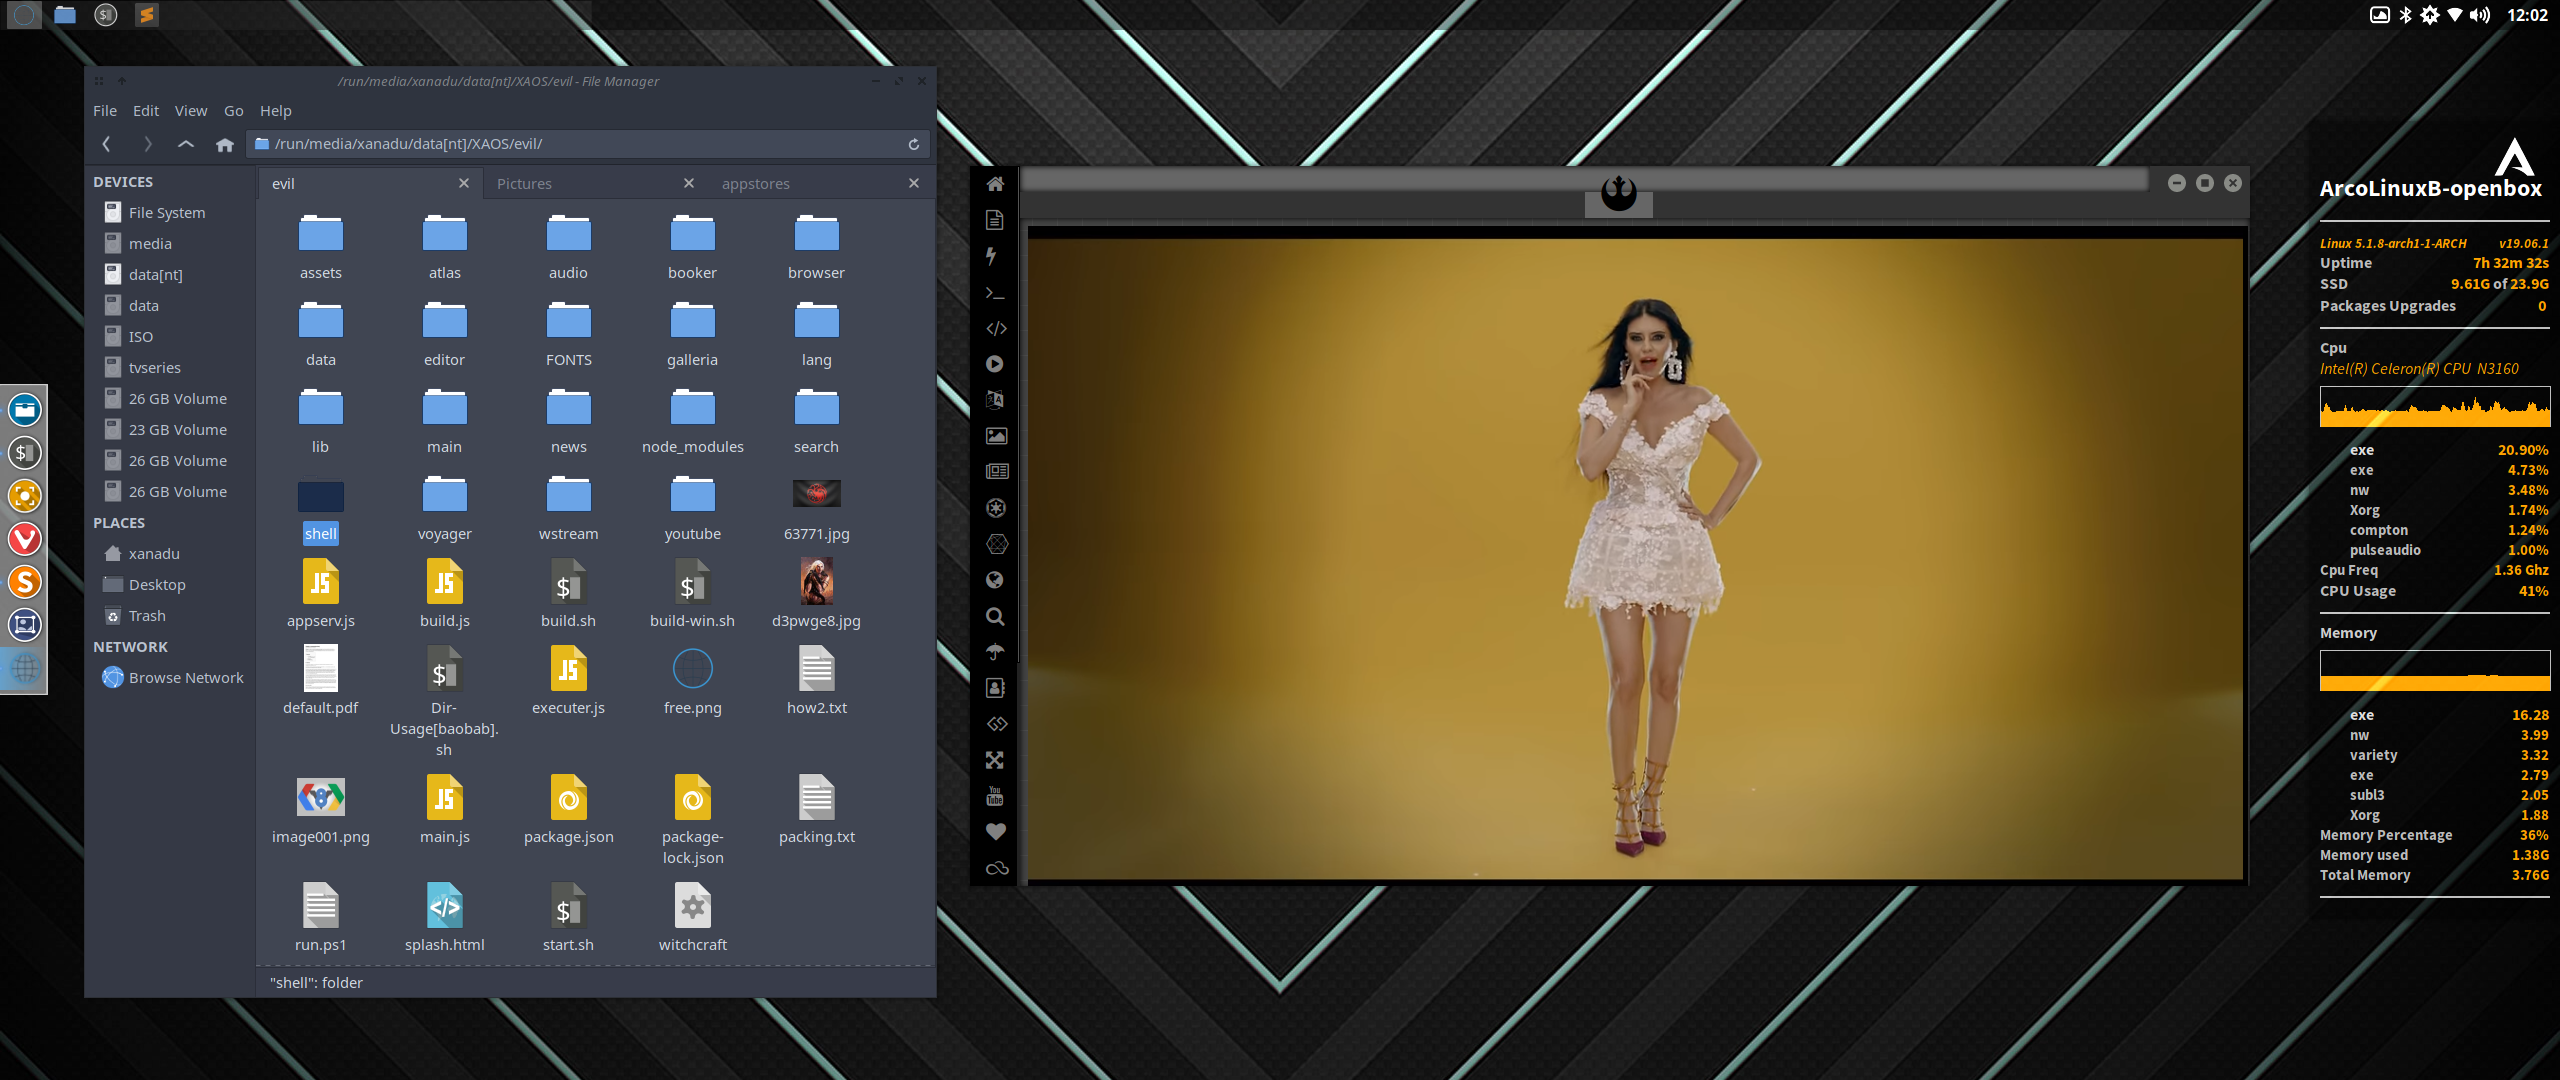 12:02
/run/media/xanadu/data[nt]/XAOS/evil - File Manager
File Edit View Go Help
/run/media/xanadu/data[nt]/XAOS/evil/
DEVICES
File System
media
data[nt]
data
ISO
tvseries
26 GB Volume
23 GB Volume
26 GB Volume
26 GB Volume
PLACES
xanadu
Desktop
Trash
NETWORK
Browse Network
evil Pictures appstores
assets atlas audio booker browser
data editor FONTS galleria lang
lib main news node_modules search
shell voyager wstream youtube 63771.jpg
appserv.js build.js build.sh build-win.sh d3pwge8.jpg
default.pdf Dir-Usage[baobab].sh executer.js free.png how2.txt
image001.png main.js package.json package-lock.json packing.txt
run.ps1 splash.html start.sh witchcraft
"shell": folder
You
Tube
ArcoLinuxB-openbox
Linux 5.1.8-arch1-1-ARCH v19.06.1
Uptime 7h 32m 32s
SSD 9.61G of 23.9G
Packages Upgrades 0
Cpu
Intel(R) Celeron(R) CPU N3160
exe 20.90%
exe 4.73%
nw 3.48%
Xorg 1.74%
compton 1.24%
pulseaudio 1.00%
Cpu Freq 1.36 Ghz
CPU Usage 41%
Memory
exe 16.28
nw 3.99
variety 3.32
exe 2.79
subl3 2.05
Xorg 1.88
Memory Percentage 36%
Memory used 1.38G
Total Memory 3.76G